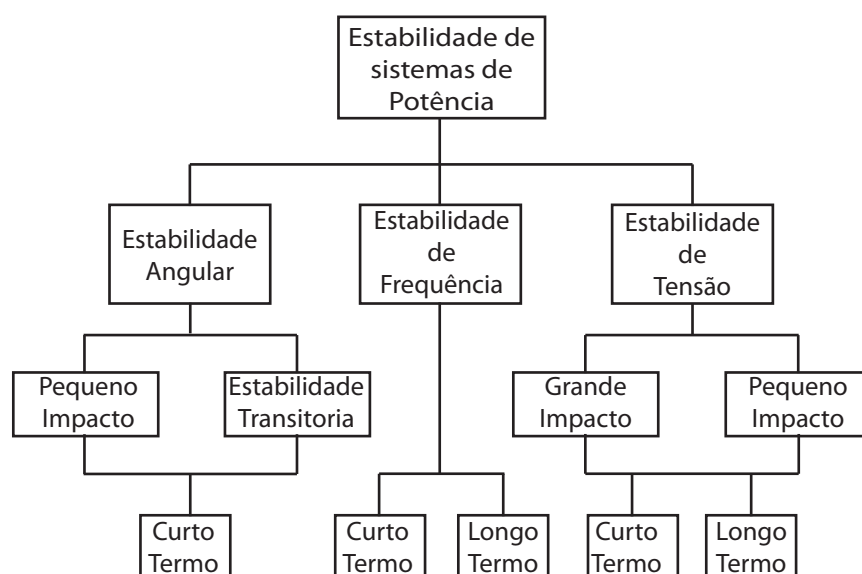 Estabilidade de
sistemas de
Potência
Estabilidade
Angular
Estabilidade
de
Frequência
Estabilidade
de
Tensão
Pequeno
Impacto
Estabilidade
Transitoria
Grande
Impacto
Pequeno
Impacto
Curto
Termo
Curto
Termo
Longo
Termo
Curto
Termo
Longo
Termo